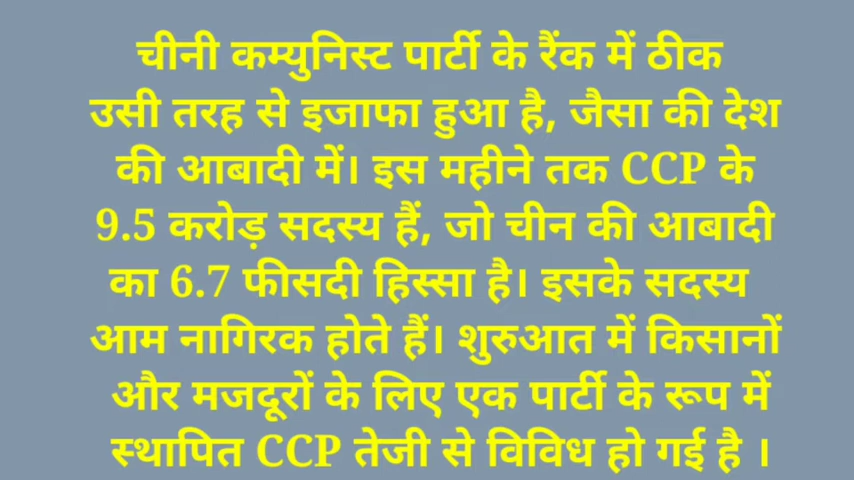 चीनी कम्युनिस्ट पार्टी के रैंक में ठीक
उसी तरह से इजाफा हुआ है, जैसा की देश
की आबादी में। इस महीने तक CCP के
9.5 करोड़ सदस्य हैं, जो चीन की आबादी
का 6.7 फीसदी हिस्सा है। इसके सदस्य
आम नागिरक होते हैं। शुरुआत में किसानों
और मजदूरों के लिए एक पार्टी के रूप में
स्थापित CCP तेजी से विविध हो गई है ।